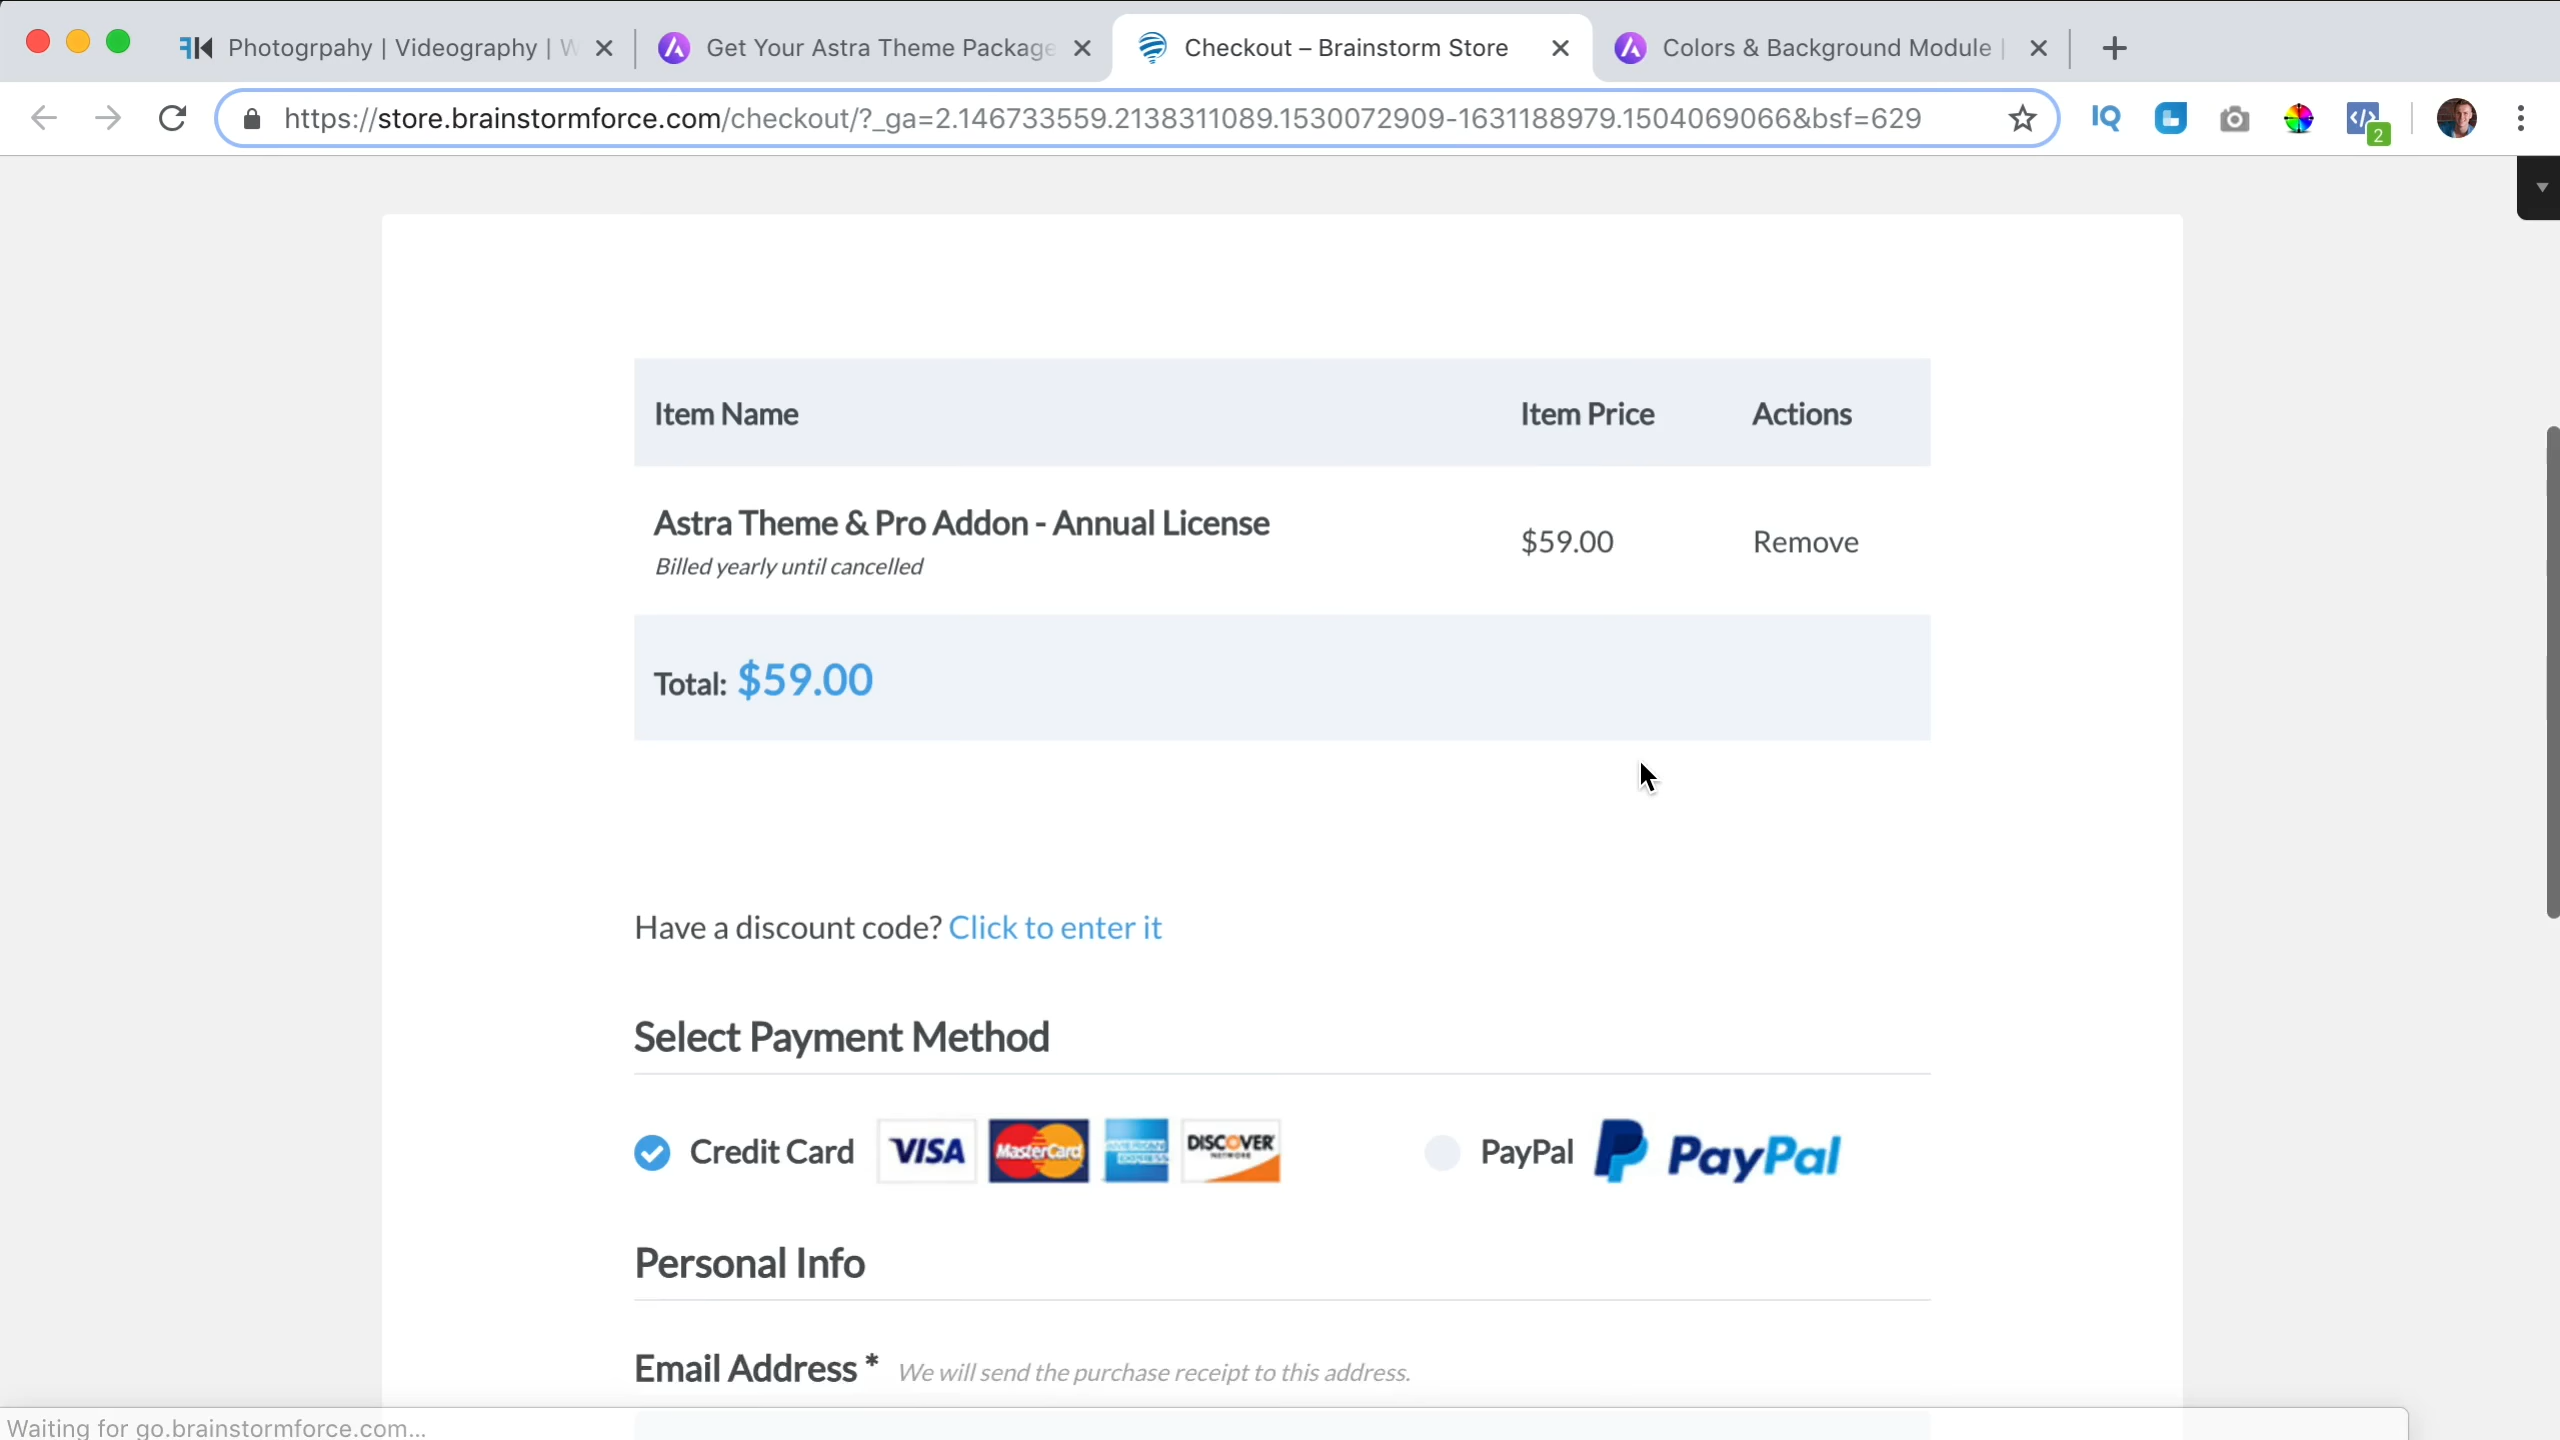 Photogrpahy | Videography | W
Get Your Astra Theme Package
Checkout – Brainstorm Store
Colors & Background Module |
https://store.brainstormforce.com/checkout/?_ga=2.146733559.2138311089.1530072909-1631188979.1504069066&bsf=629
IQ
2
Item Name Item Price Actions
Astra Theme & Pro Addon - Annual License
Billed yearly until cancelled
$59.00 Remove
Total: $59.00
Have a discount code? Click to enter it
Select Payment Method
Credit Card VISA MasterCard AMERICAN EXPRESS DISCOVER NETWORK PayPal PayPal
Personal Info
Email Address * We will send the purchase receipt to this address.
Waiting for go.brainstormforce.com...